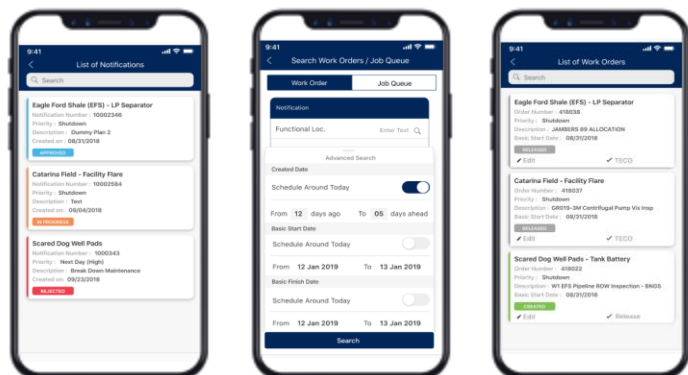 9:41
List of Notifications
Search
Eagle Ford Shale (EFS) - LP Separator
Notification Number : 10002346
Priority : Shutdown
Description : Dummy Plan 2
Created on : 08/31/2018
APPROVED
Catarina Field - Facility Flare
Notification Number : 10002584
Priority : Shutdown
Description : Text
Created on : 09/04/2018
IN PROGRESS
Scared Dog Well Pads
Notification Number : 1000343
Priority : Next Day (High)
Description : Break Down Maintenance
Created on : 09/23/2018
REJECTED
9:41
Search Work Orders / Job Queue
Work Order Job Queue
Notification
Functional Loc. Enter Text
Advanced Search
Created Date
Schedule Around Today
From 12 days ago To 05 days ahead
Basic Start Date
Schedule Around Today
From 12 Jan 2019 To 13 Jan 2019
Basic Finish Date
Schedule Around Today
From 12 Jan 2019 To 13 Jan 2019
Search
9:41
List of Work Orders
Search
Eagle Ford Shale (EFS) - LP Separator
Order Number : 418038
Priority : Shutdown
Description : JAMBERS 89 ALLOCATION
Basic Start Date : 08/31/2018
RELEASED
Edit TECO
Catarina Field - Facility Flare
Order Number : 418037
Priority : Shutdown
Description : GR019-3M Centrifugal Pump Vis Insp
Basic Start Date : 08/31/2018
RELEASED
Edit TECO
Scared Dog Well Pads - Tank Battery
Order Number : 418022
Priority : Shutdown
Description : W1 EFS Pipeline ROW Inspection - BNGS
Basic Start Date : 08/31/2018
CREATED
Edit Release